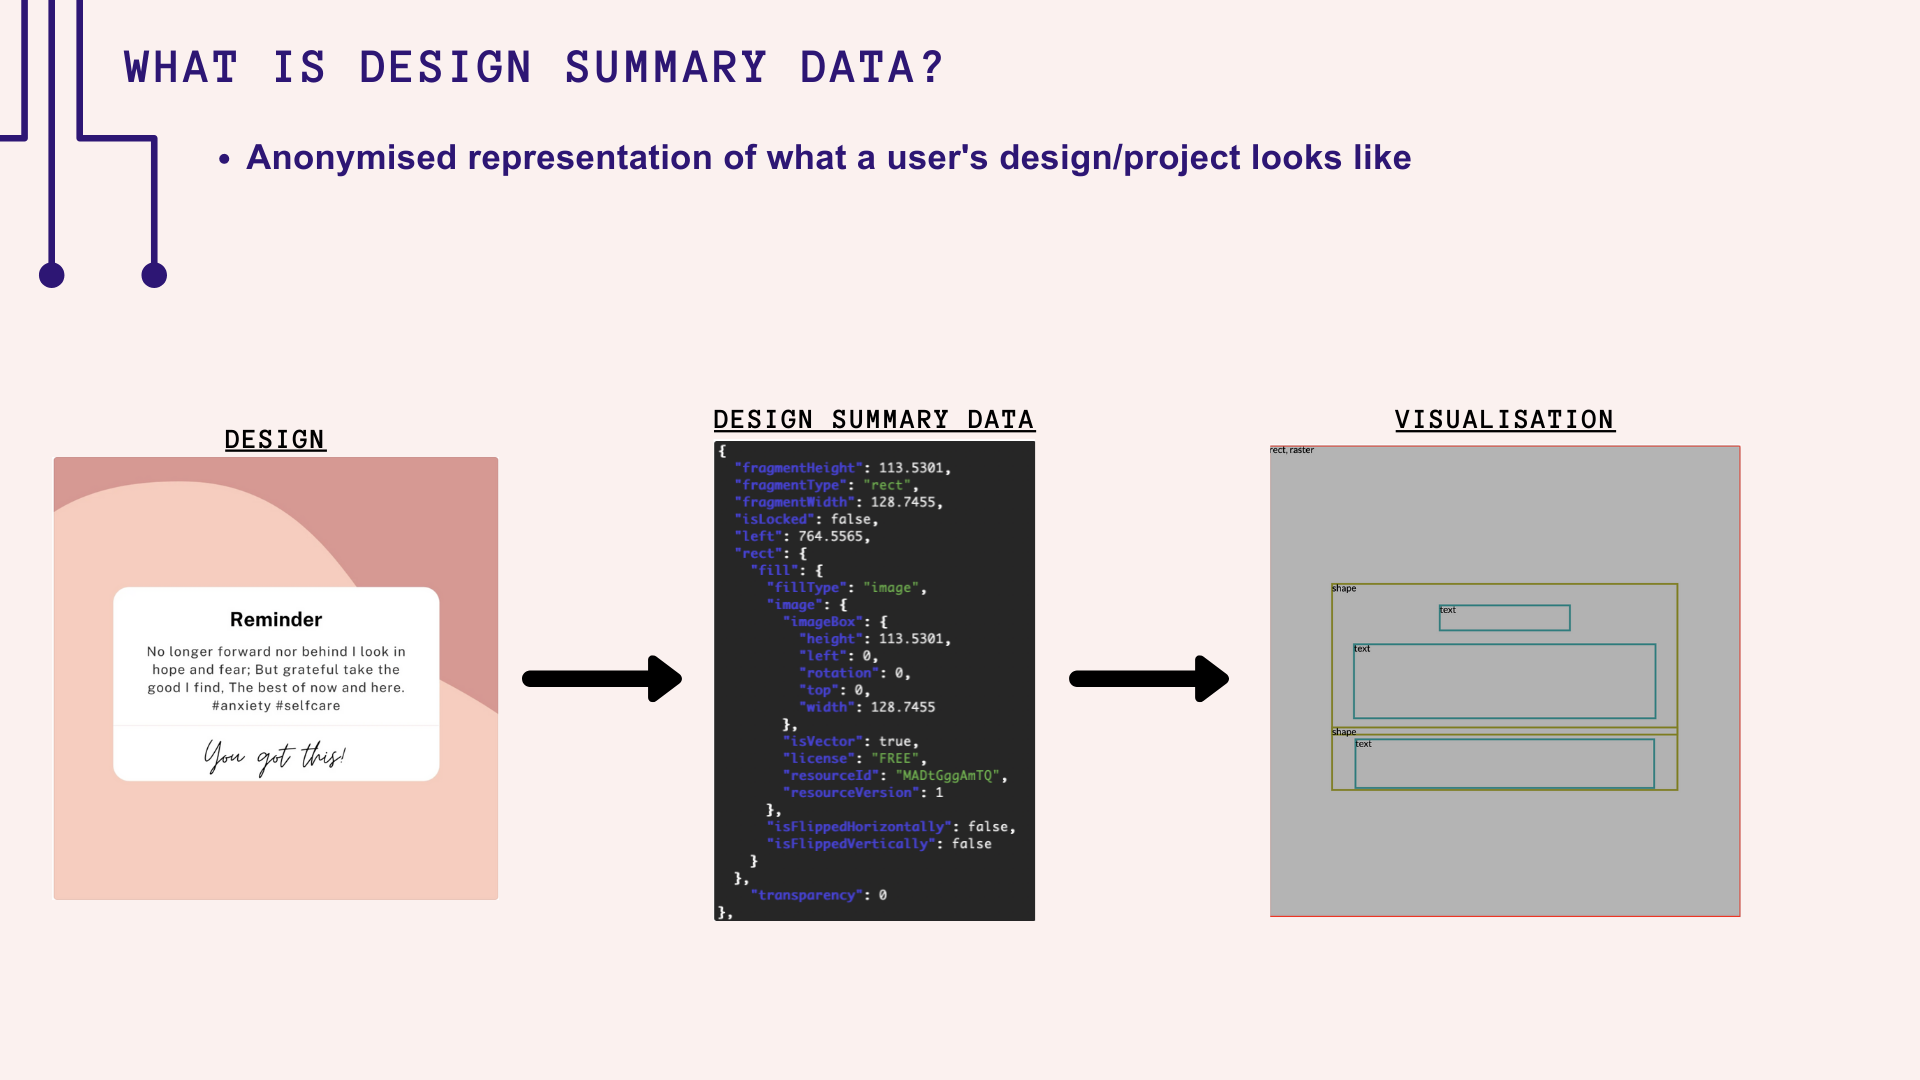 WHAT IS DESIGN SUMMARY DATA?
• Anonymised representation of what a user's design/project looks like
DESIGN
Reminder
No longer forward nor behind I look in
hope and fear; But grateful take the
good I find, The best of now and here.
#anxiety #selfcare
You got this!
DESIGN SUMMARY DATA
{
"fragmentHeight": 113.5301,
"fragmentType": "rect",
"fragmentWidth": 128.7455,
"isLocked": false,
"left": 764.5565,
"rect": {
"fill": {
"fillType": "image",
"image": {
"imageBox": {
"height": 113.5301,
"left": 0,
"rotation": 0,
"top": 0,
"width": 128.7455
},
"isVector": true,
"license": "FREE",
"resourceId": "MADtGggAmTQ",
"resourceVersion": 1
},
"isFlippedHorizontally": false,
"isFlippedVertically": false
}
},
"transparency": 0
},
VISUALISATION
rect, raster
shape
text
text
shape
text